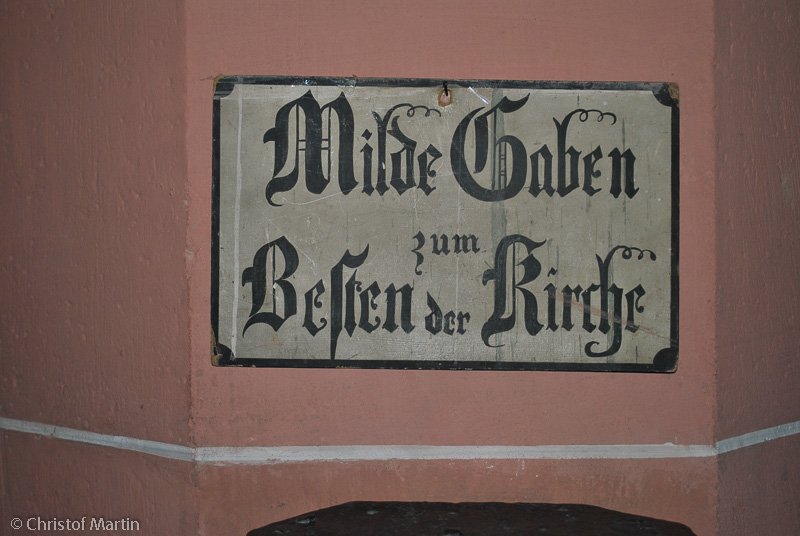 Milde Gaben
zum
Beſten der Kirche
© Christof Martin